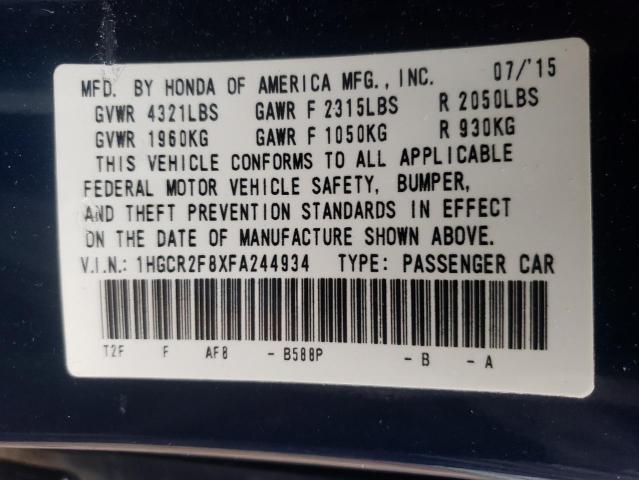 MFD. BY HONDA OF AMERICA MFG., INC. 07/'15
GVWR 4321LBS GAWR F 2315LBS R 2050LBS
GVWR 1960KG GAWR F 1050KG R 930KG
THIS VEHICLE CONFORMS TO ALL APPLICABLE
FEDERAL MOTOR VEHICLE SAFETY, BUMPER,
AND THEFT PREVENTION STANDARDS IN EFFECT
ON THE DATE OF MANUFACTURE SHOWN ABOVE.
V.I.N.: 1HGCR2F8XFA244934 TYPE: PASSENGER CAR
T2F F AF8 - B588P - B - A